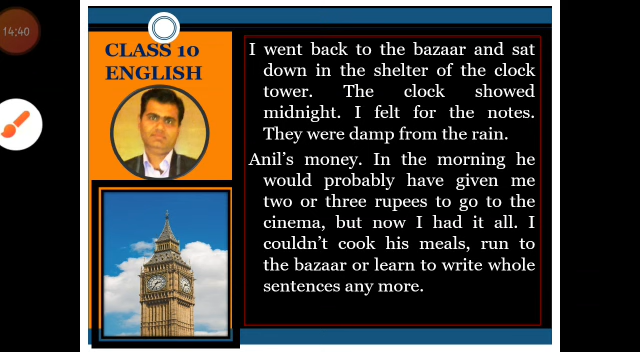 14:40
CLASS 10
ENGLISH
I went back to the bazaar and sat
down in the shelter of the clock
tower. The clock showed
midnight. I felt for the notes.
They were damp from the rain.
Anil's money. In the morning he
would probably have given me
two or three rupees to go to the
cinema, but now I had it all. I
couldn't cook his meals, run to
the bazaar or learn to write whole
sentences any more.